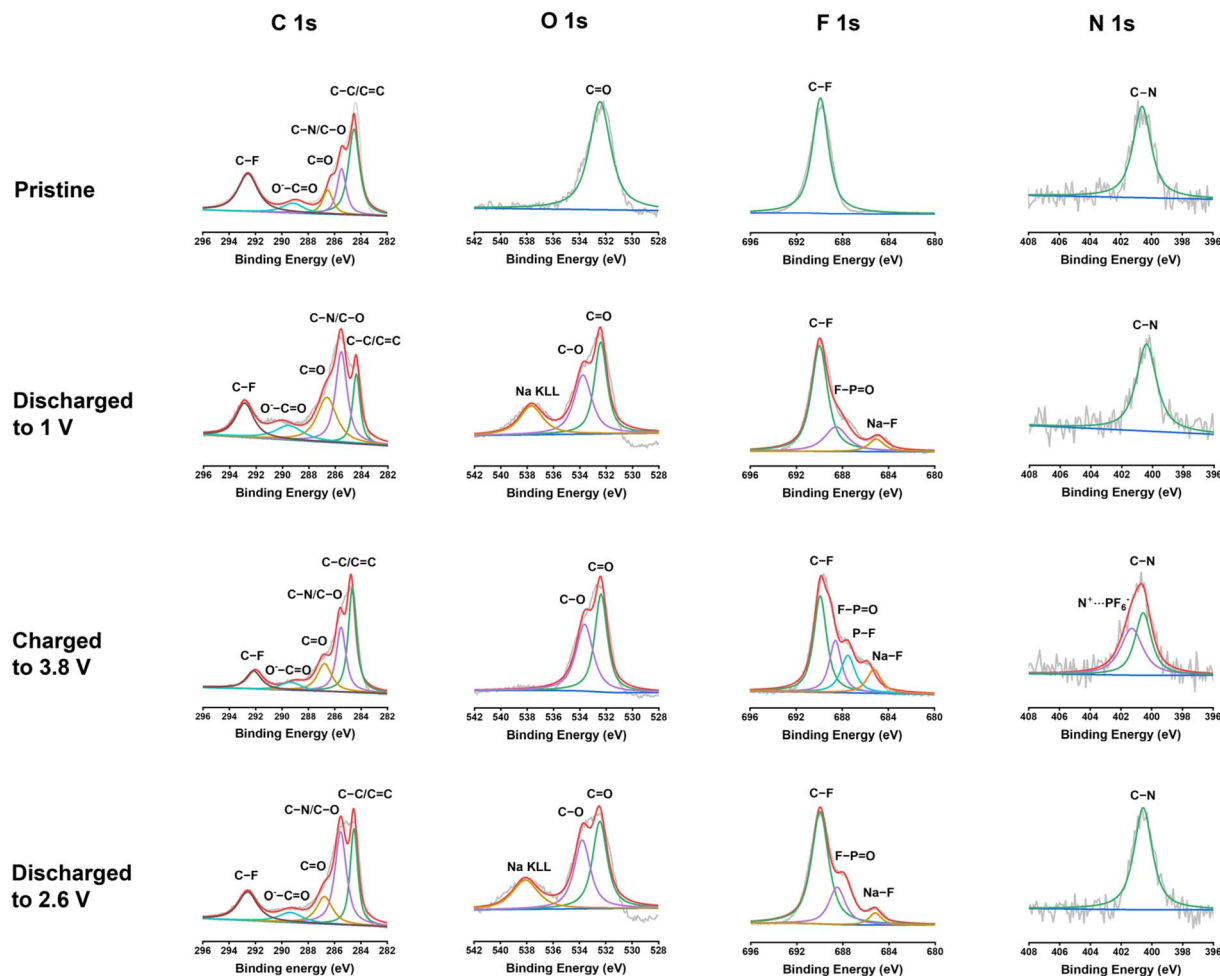 C 1s
O 1s
F 1s
N 1s
Pristine
C−C/C=C
C−N/C−O
C=O
C−F
O⁻−C=O
296 294 292 290 288 286 284 282
Binding Energy (eV)
C=O
542 540 538 536 534 532 530 528
Binding Energy (eV)
C−F
696 692 688 684 680
Binding Energy (eV)
C−N
408 406 404 402 400 398 396
Binding Energy (eV)
Discharged
to 1 V
C−N/C−O
C−C/C=C
C=O
C−F
O⁻−C=O
296 294 292 290 288 286 284 282
Binding Energy (eV)
C=O
C−O
Na KLL
542 540 538 536 534 532 530 528
Binding Energy (eV)
C−F
F−P=O
Na−F
696 692 688 684 680
Binding Energy (eV)
C−N
408 406 404 402 400 398 396
Binding Energy (eV)
Charged
to 3.8 V
C−C/C=C
C−N/C−O
C=O
C−F
O⁻−C=O
296 294 292 290 288 286 284 282
Binding Energy (eV)
C=O
C−O
542 540 538 536 534 532 530 528
Binding Energy (eV)
C−F
F−P=O
P−F
Na−F
696 692 688 684 680
Binding Energy (eV)
C−N
N⁺···PF₆⁻
408 406 404 402 400 398 396
Binding Energy (eV)
Discharged
to 2.6 V
C−C/C=C
C−N/C−O
C=O
C−F
O⁻−C=O
296 294 292 290 288 286 284 282
Binding energy (eV)
C=O
C−O
Na KLL
542 540 538 536 534 532 530 528
Binding Energy (eV)
C−F
F−P=O
Na−F
696 692 688 684 680
Binding Energy (eV)
C−N
408 406 404 402 400 398 396
Binding Energy (eV)